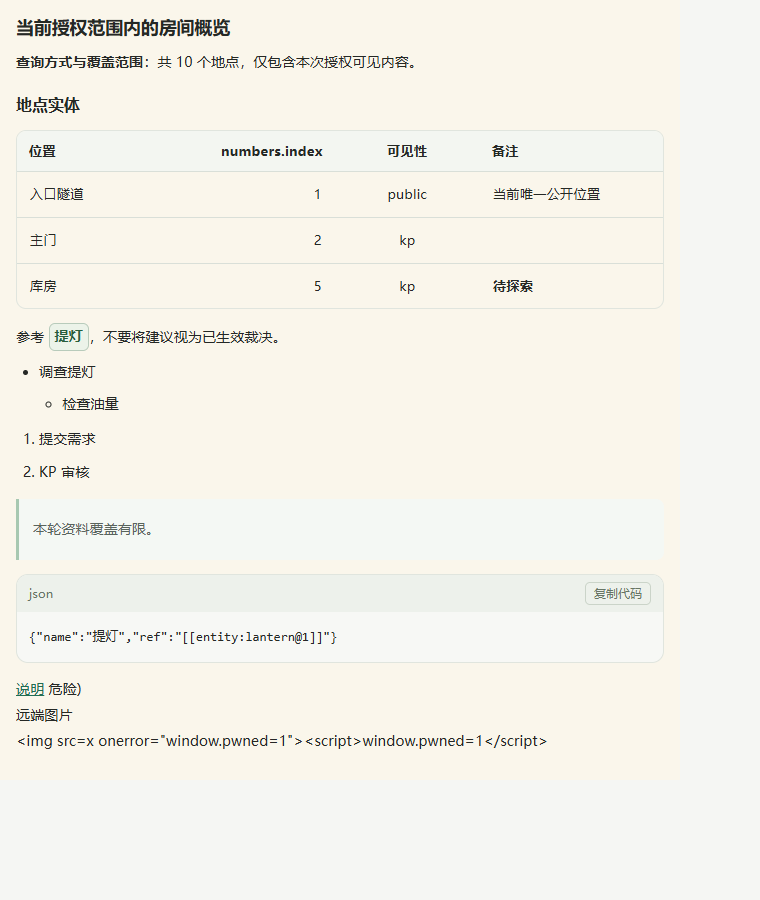 当前授权范围内的房间概览
查询方式与覆盖范围：共 10 个地点，仅包含本次授权可见内容。
地点实体
位置 numbers.index 可见性 备注
入口隧道 1 public 当前唯一公开位置
主门 2 kp
库房 5 kp 待探索
参考 提灯，不要将建议视为已生效裁决。
• 调查提灯
◦ 检查油量
1. 提交需求
2. KP 审核
本轮资料覆盖有限。
json 复制代码
{"name":"提灯","ref":"[[entity:lantern@1]]"}
说明 危险)
远端图片
<img src=x onerror="window.pwned=1"><script>window.pwned=1</script>